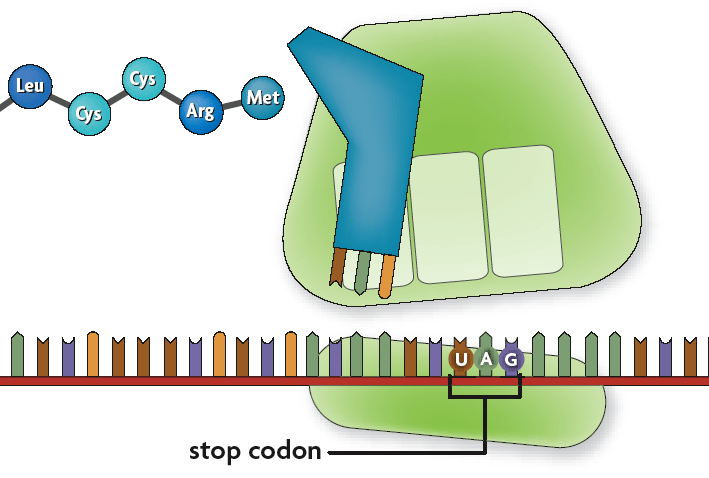 Leu
Cys
Cys
Arg
Met
U A G
stop codon